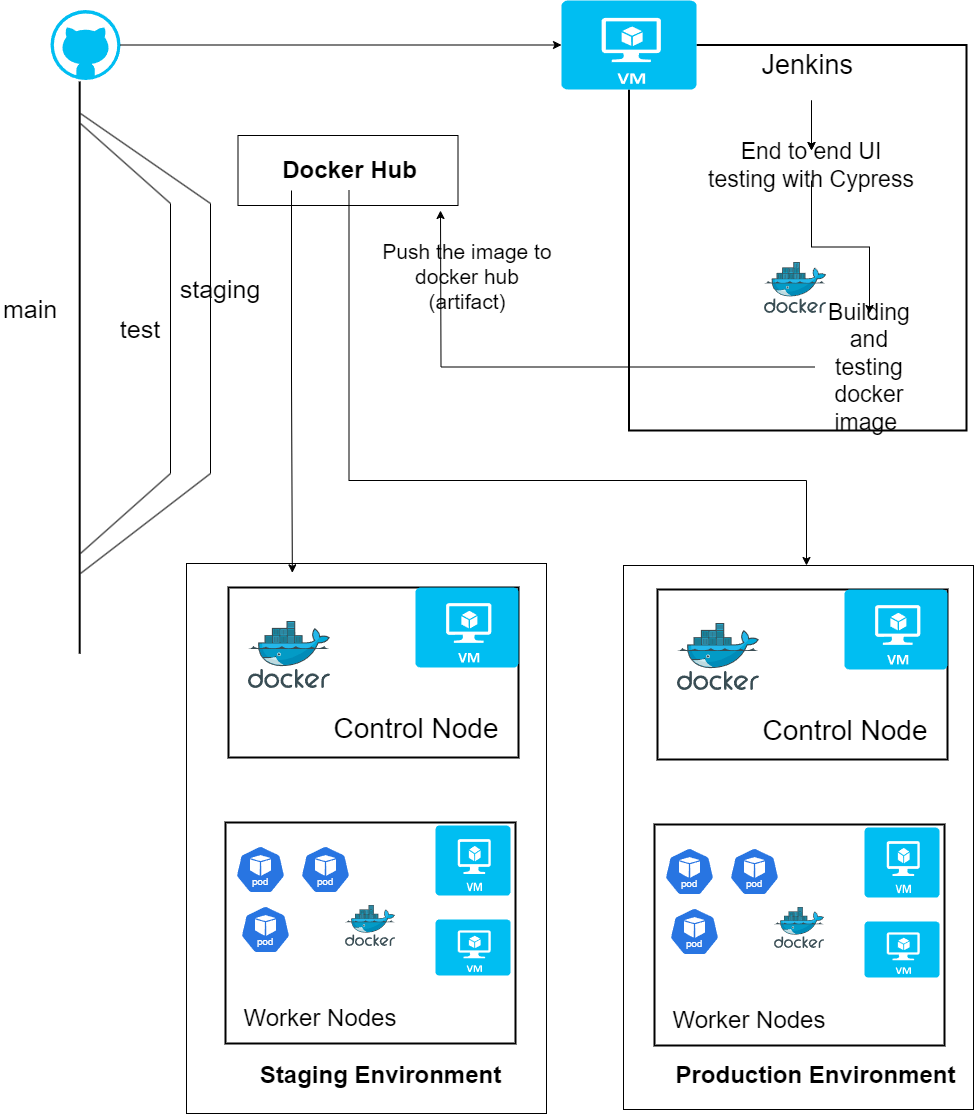 VM
Jenkins
Docker Hub
End to end UI
testing with Cypress
Push the image to
docker hub
(artifact)
staging
main
test
docker
Building
and
testing
docker
image
docker
VM
Control Node
docker
VM
Control Node
pod
pod
VM
pod
docker
VM
Worker Nodes
Staging Environment
pod
pod
VM
pod
docker
VM
Worker Nodes
Production Environment